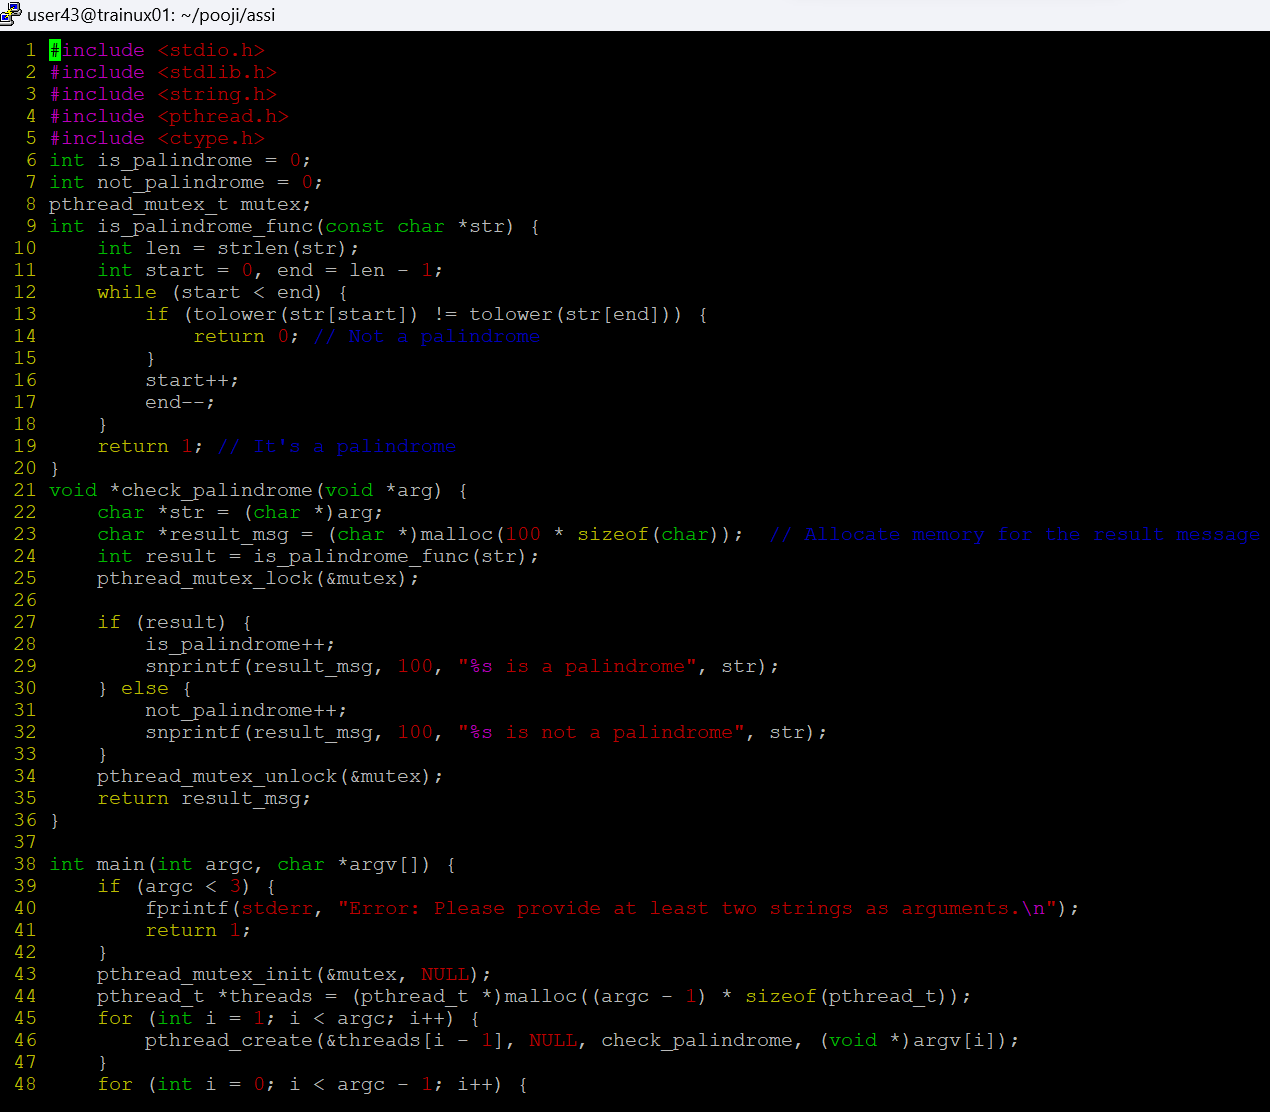 user43@trainux01: ~/pooji/assi
1 #include <stdio.h>
2 #include <stdlib.h>
3 #include <string.h>
4 #include <pthread.h>
5 #include <ctype.h>
6 int is_palindrome = 0;
7 int not_palindrome = 0;
8 pthread_mutex_t mutex;
9 int is_palindrome_func(const char *str) {
10     int len = strlen(str);
11     int start = 0, end = len - 1;
12     while (start < end) {
13         if (tolower(str[start]) != tolower(str[end])) {
14             return 0; // Not a palindrome
15         }
16         start++;
17         end--;
18     }
19     return 1; // It's a palindrome
20 }
21 void *check_palindrome(void *arg) {
22     char *str = (char *)arg;
23     char *result_msg = (char *)malloc(100 * sizeof(char));  // Allocate memory for the result message
24     int result = is_palindrome_func(str);
25     pthread_mutex_lock(&mutex);
26
27     if (result) {
28         is_palindrome++;
29         snprintf(result_msg, 100, "%s is a palindrome", str);
30     } else {
31         not_palindrome++;
32         snprintf(result_msg, 100, "%s is not a palindrome", str);
33     }
34     pthread_mutex_unlock(&mutex);
35     return result_msg;
36 }
37
38 int main(int argc, char *argv[]) {
39     if (argc < 3) {
40         fprintf(stderr, "Error: Please provide at least two strings as arguments.\n");
41         return 1;
42     }
43     pthread_mutex_init(&mutex, NULL);
44     pthread_t *threads = (pthread_t *)malloc((argc - 1) * sizeof(pthread_t));
45     for (int i = 1; i < argc; i++) {
46         pthread_create(&threads[i - 1], NULL, check_palindrome, (void *)argv[i]);
47     }
48     for (int i = 0; i < argc - 1; i++) {